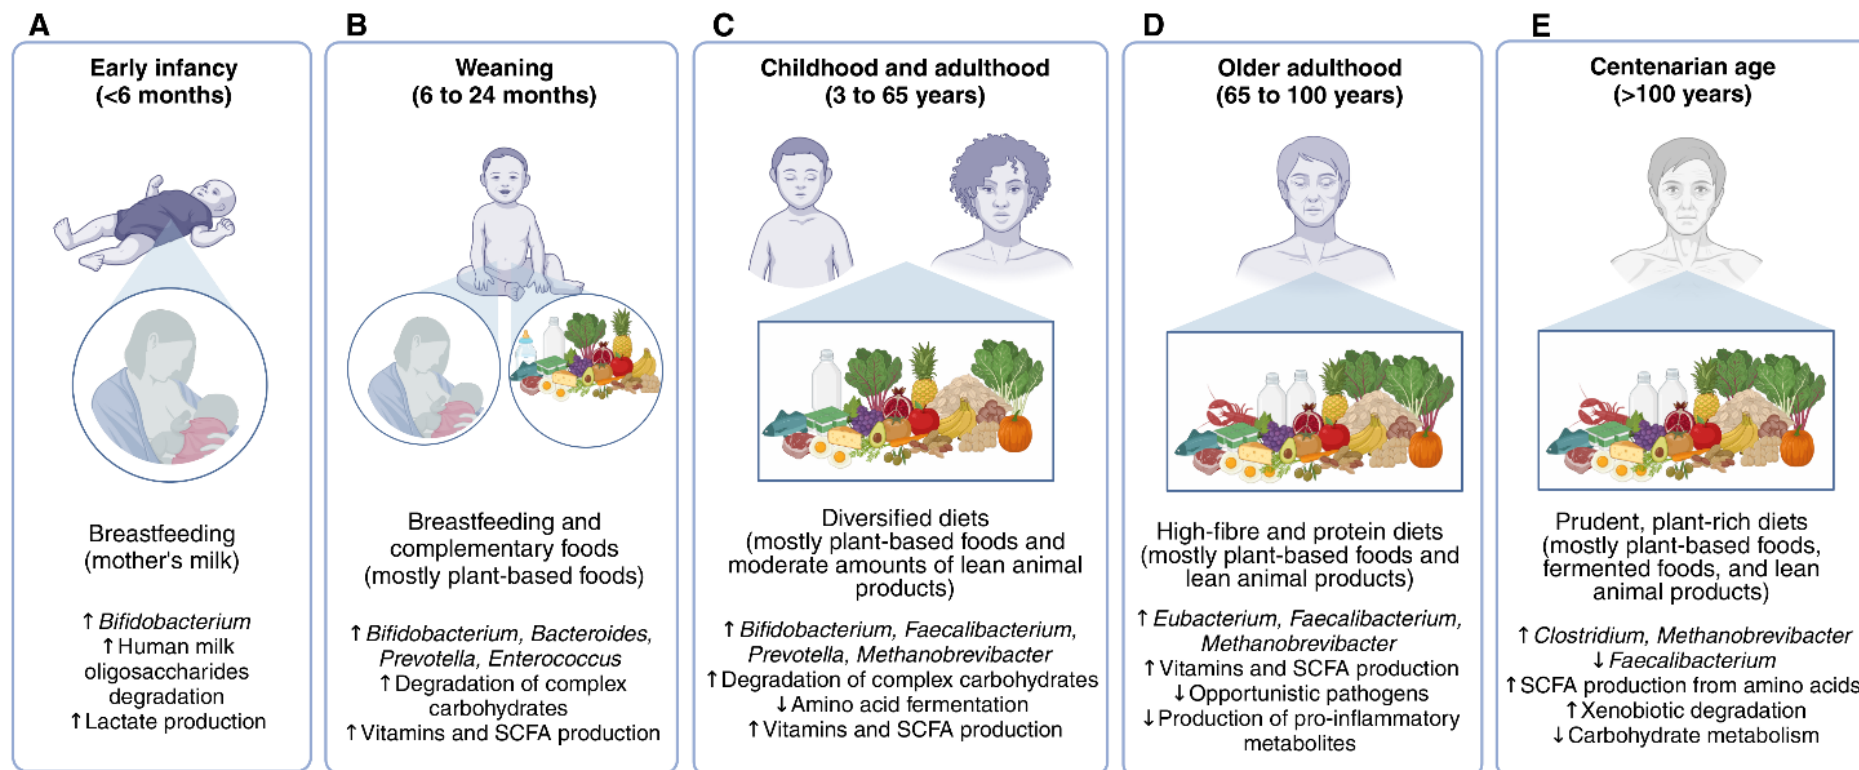 A
Early infancy
(<6 months)
Breastfeeding
(mother's milk)
↑Bifidobacterium
↑Human milk
oligosaccharides
degradation
↑Lactate production
B
Weaning
(6 to 24 months)
Breastfeeding and
complementary foods
(mostly plant-based foods)
↑Bifidobacterium, Bacteroides,
Prevotella, Enterococcus
↑Degradation of complex
carbohydrates
↑Vitamins and SCFA production
C
Childhood and adulthood
(3 to 65 years)
Diversified diets
(mostly plant-based foods and
moderate amounts of lean animal
products)
↑Bifidobacterium, Faecalibacterium,
Prevotella, Methanobrevibacter
↑Degradation of complex carbohydrates
↓Amino acid fermentation
↑Vitamins and SCFA production
D
Older adulthood
(65 to 100 years)
High-fibre and protein diets
(mostly plant-based foods and
lean animal products)
↑Eubacterium, Faecalibacterium,
Methanobrevibacter
↑Vitamins and SCFA production
↓Opportunistic pathogens
↓Production of pro-inflammatory
metabolites
E
Centenarian age
(>100 years)
Prudent, plant-rich diets
(mostly plant-based foods,
fermented foods, and lean
animal products)
↑Clostridium, Methanobrevibacter
↓Faecalibacterium
↑SCFA production from amino acids
↑Xenobiotic degradation
↓Carbohydrate metabolism